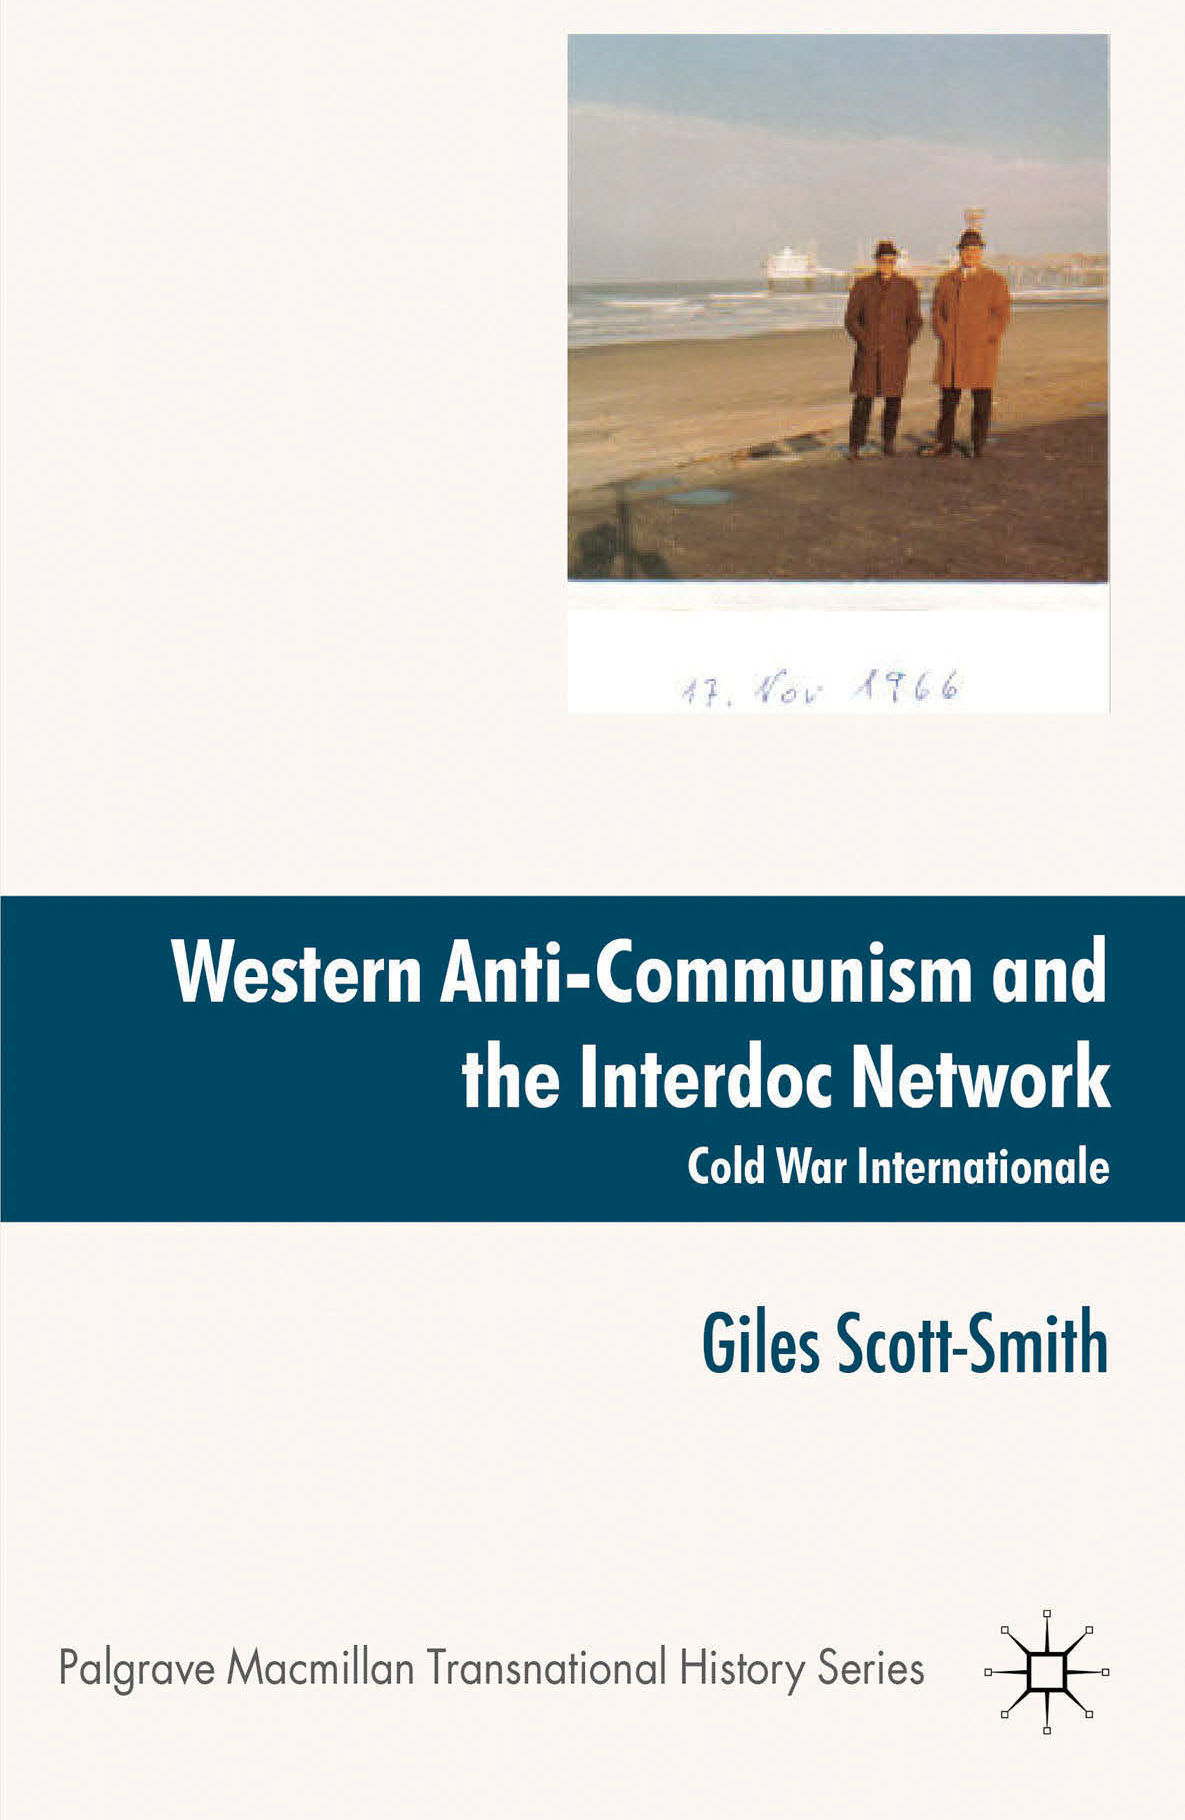 17. Nov 1966
Western Anti-Communism and
the Interdoc Network
Cold War Internationale
Giles Scott-Smith
Palgrave Macmillan Transnational History Series